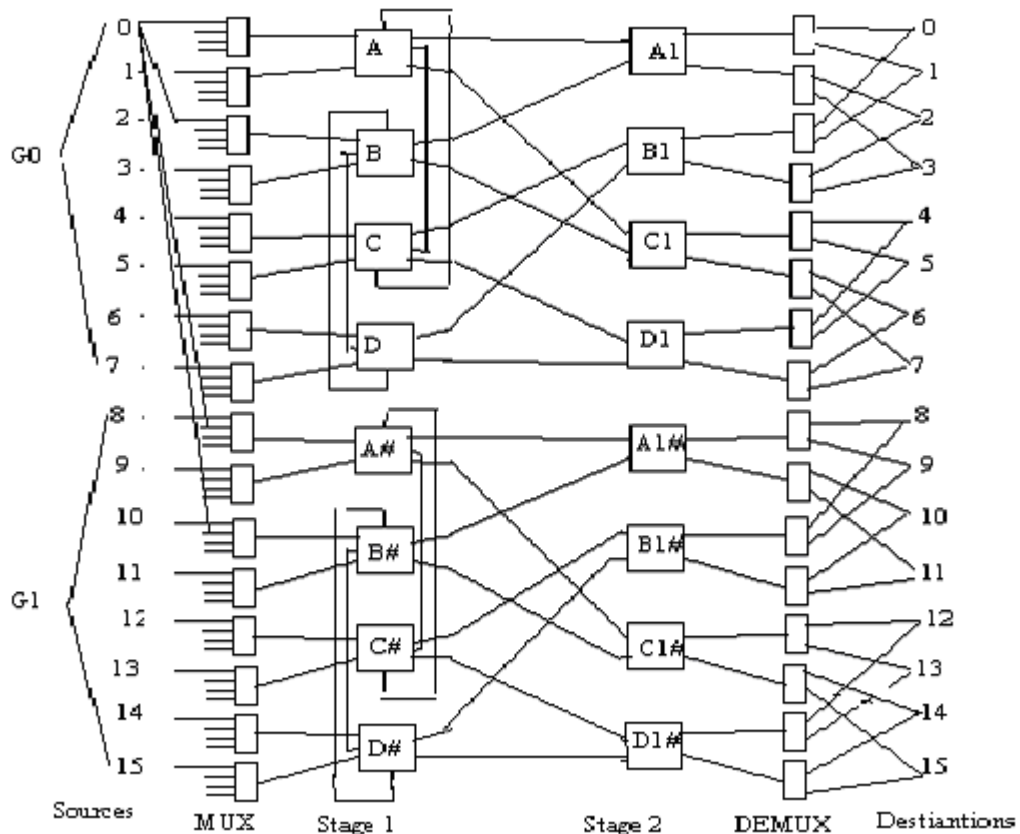 0 A A1 0
1 1
2 B B1 2
G0 3 3
4 C C1 4
5 5
6 D D1 6
7 7
8 A# A1# 8
9 9
10 B# B1# 10
G1 11 11
12 C# C1# 12
13 13
14 D# D1# 14
15 15
Sources MUX Stage 1 Stage 2 DEMUX Destiantions